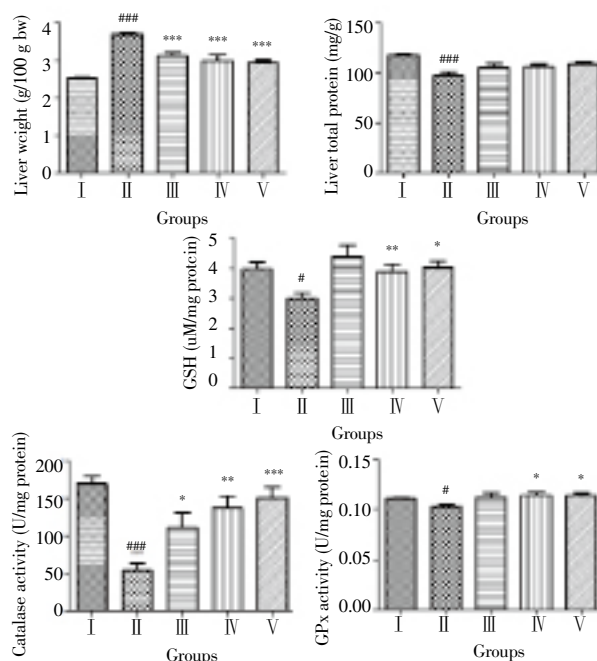 Liver wcight (g/100 g bw)
4
3
2
1
0
###
***
***
***
I II III IV V
Groups
Liver total protein (mg/g)
150
100
50
0
###
I II III IV V
Groups
GSH (uM/mg protcin)
5
4
3
2
4
0
#
**
*
I II III IV V
Groups
Catalase activity (U/mg protein)
200
150
100
50
0
###
*
**
***
I II III IV V
Groups
GPx activity (U/mg protein)
0.15
0.10
0.05
0.00
#
*
*
I II III IV V
Groups